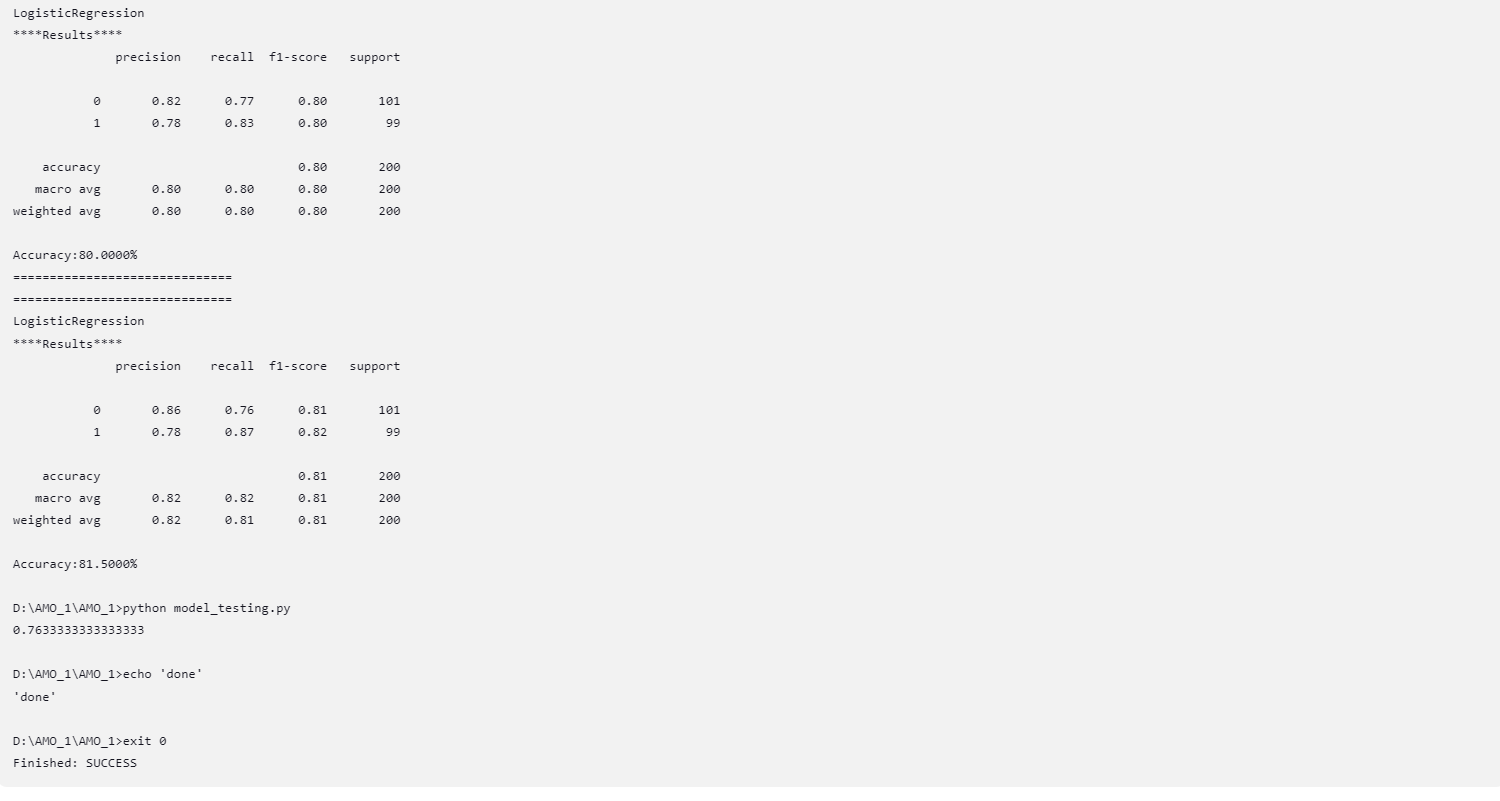 LogisticRegression
****Results****
              precision    recall  f1-score   support

           0       0.82      0.77      0.80       101
           1       0.78      0.83      0.80        99

    accuracy                           0.80       200
   macro avg       0.80      0.80      0.80       200
weighted avg       0.80      0.80      0.80       200

Accuracy:80.0000%
==============================
==============================
LogisticRegression
****Results****
              precision    recall  f1-score   support

           0       0.86      0.76      0.81       101
           1       0.78      0.87      0.82        99

    accuracy                           0.81       200
   macro avg       0.82      0.82      0.81       200
weighted avg       0.82      0.81      0.81       200

Accuracy:81.5000%

D:\AMO_1\AMO_1>python model_testing.py
0.7633333333333333

D:\AMO_1\AMO_1>echo 'done'
'done'

D:\AMO_1\AMO_1>exit 0
Finished: SUCCESS